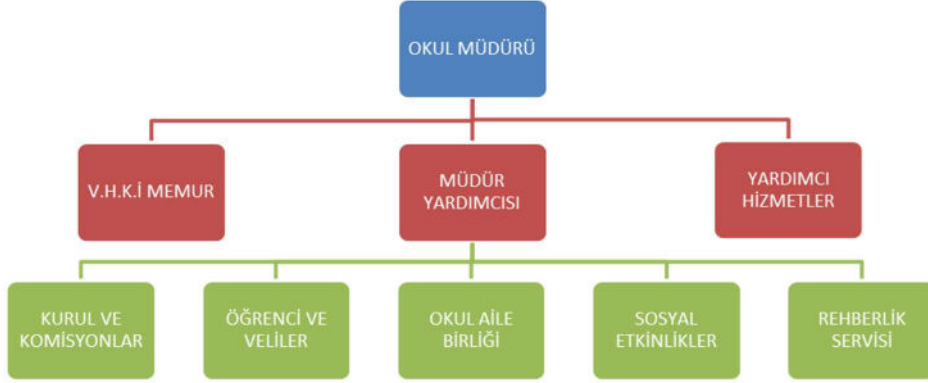 OKUL MÜDÜRÜ
V.H.K.İ MEMUR
MÜDÜR
YARDIMCISI
YARDIMCI
HİZMETLER
KURUL VE
KOMİSYONLAR
ÖĞRENCİ VE
VELİLER
OKUL AİLE
BİRLİĞİ
SOSYAL
ETKİNLİKLER
REHBERLİK
SERVİSİ